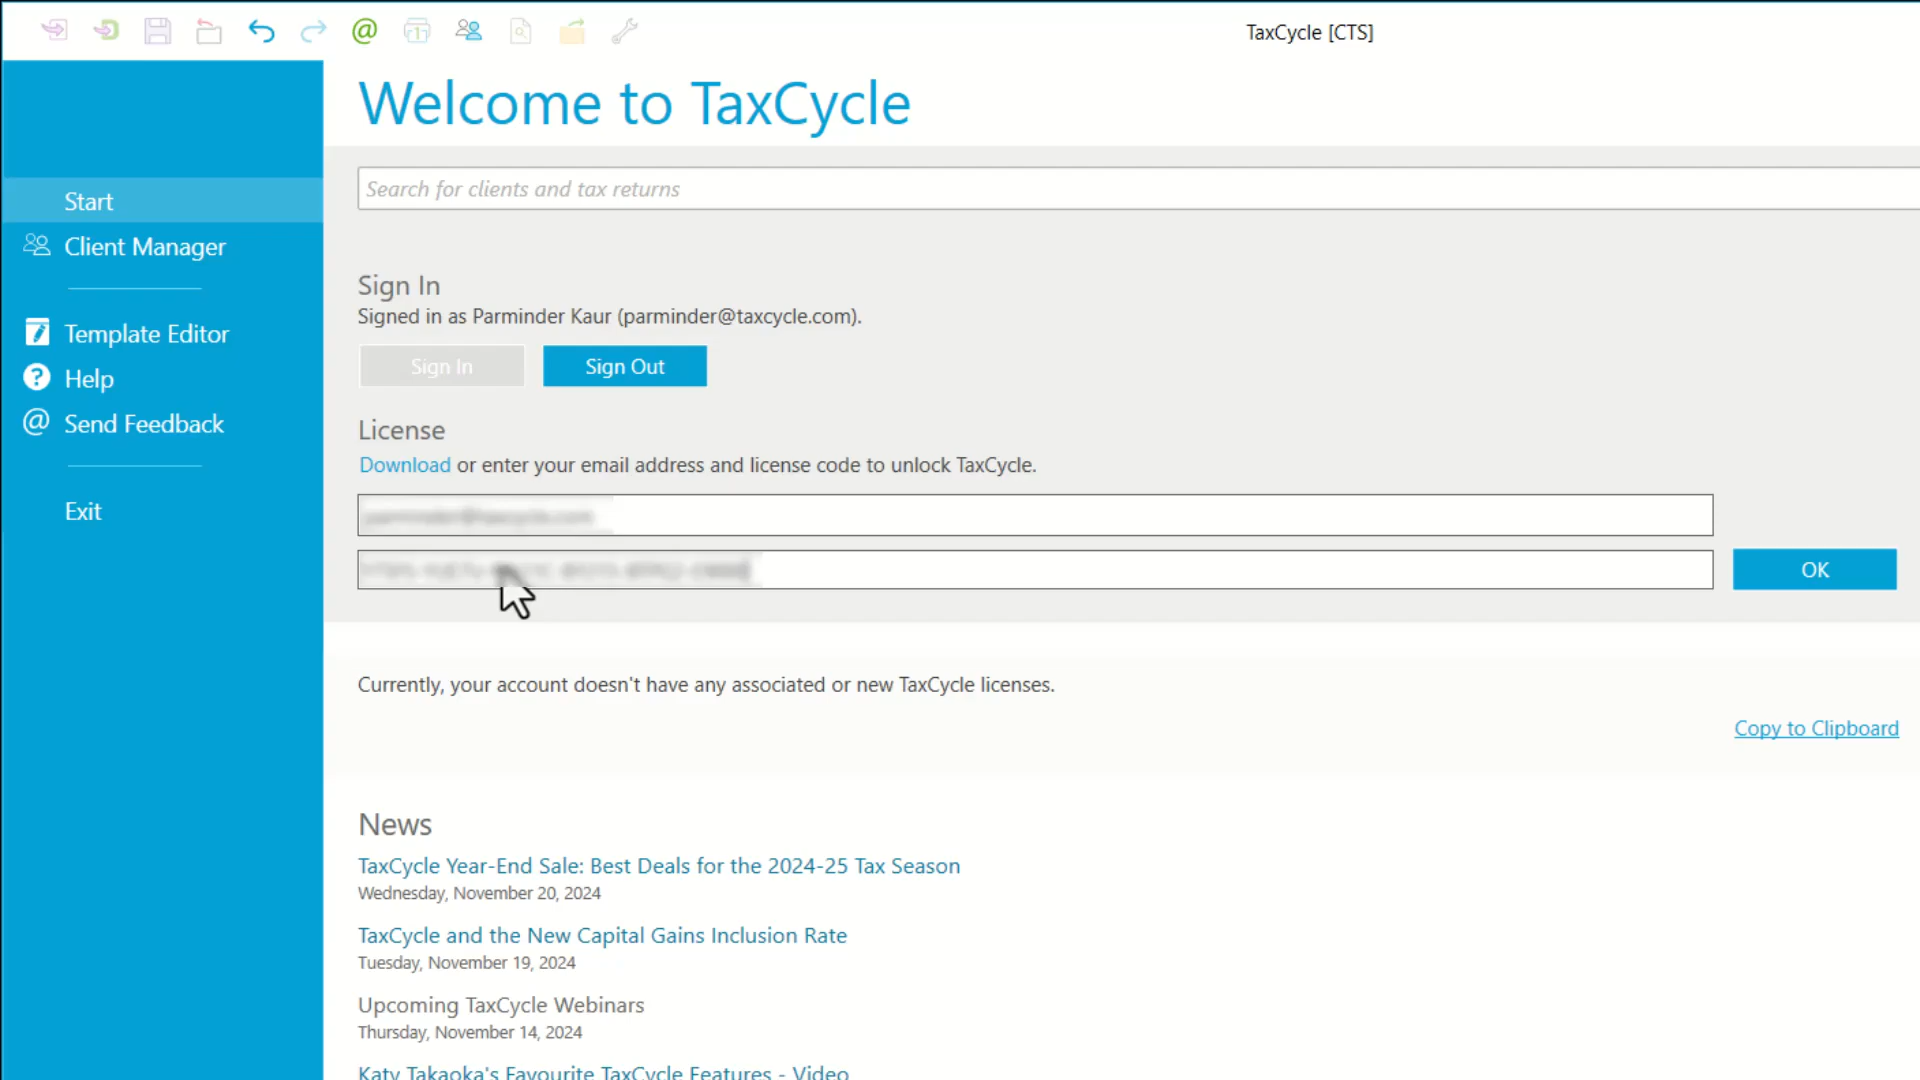 TaxCycle [CTS]
Welcome to TaxCycle
Search for clients and tax returns
Start
Client Manager
Template Editor
Help
Send Feedback
Exit
Sign In
Signed in as Parminder Kaur (parminder@taxcycle.com).
Sign In
Sign Out
License
Download or enter your email address and license code to unlock TaxCycle.
OK
Currently, your account doesn't have any associated or new TaxCycle licenses.
Copy to Clipboard
News
TaxCycle Year-End Sale: Best Deals for the 2024-25 Tax Season
Wednesday, November 20, 2024
TaxCycle and the New Capital Gains Inclusion Rate
Tuesday, November 19, 2024
Upcoming TaxCycle Webinars
Thursday, November 14, 2024
Katy Takaoka's Favourite TaxCycle Features - Video